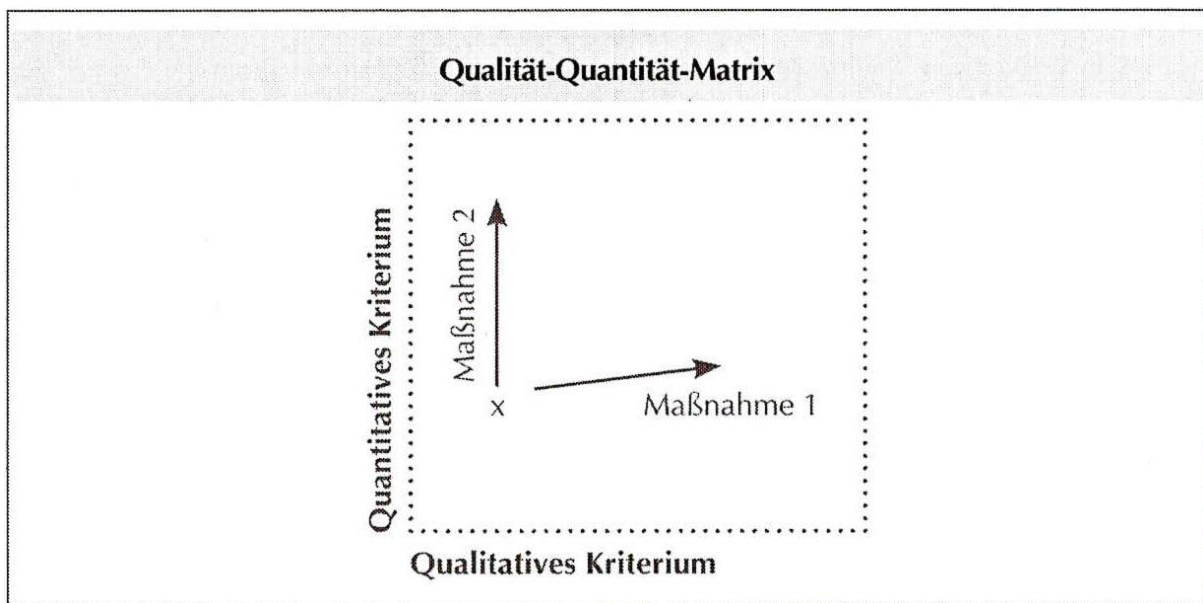 Qualität-Quantität-Matrix
Quantitatives Kriterium
Maßnahme 2
x
Maßnahme 1
Qualitatives Kriterium